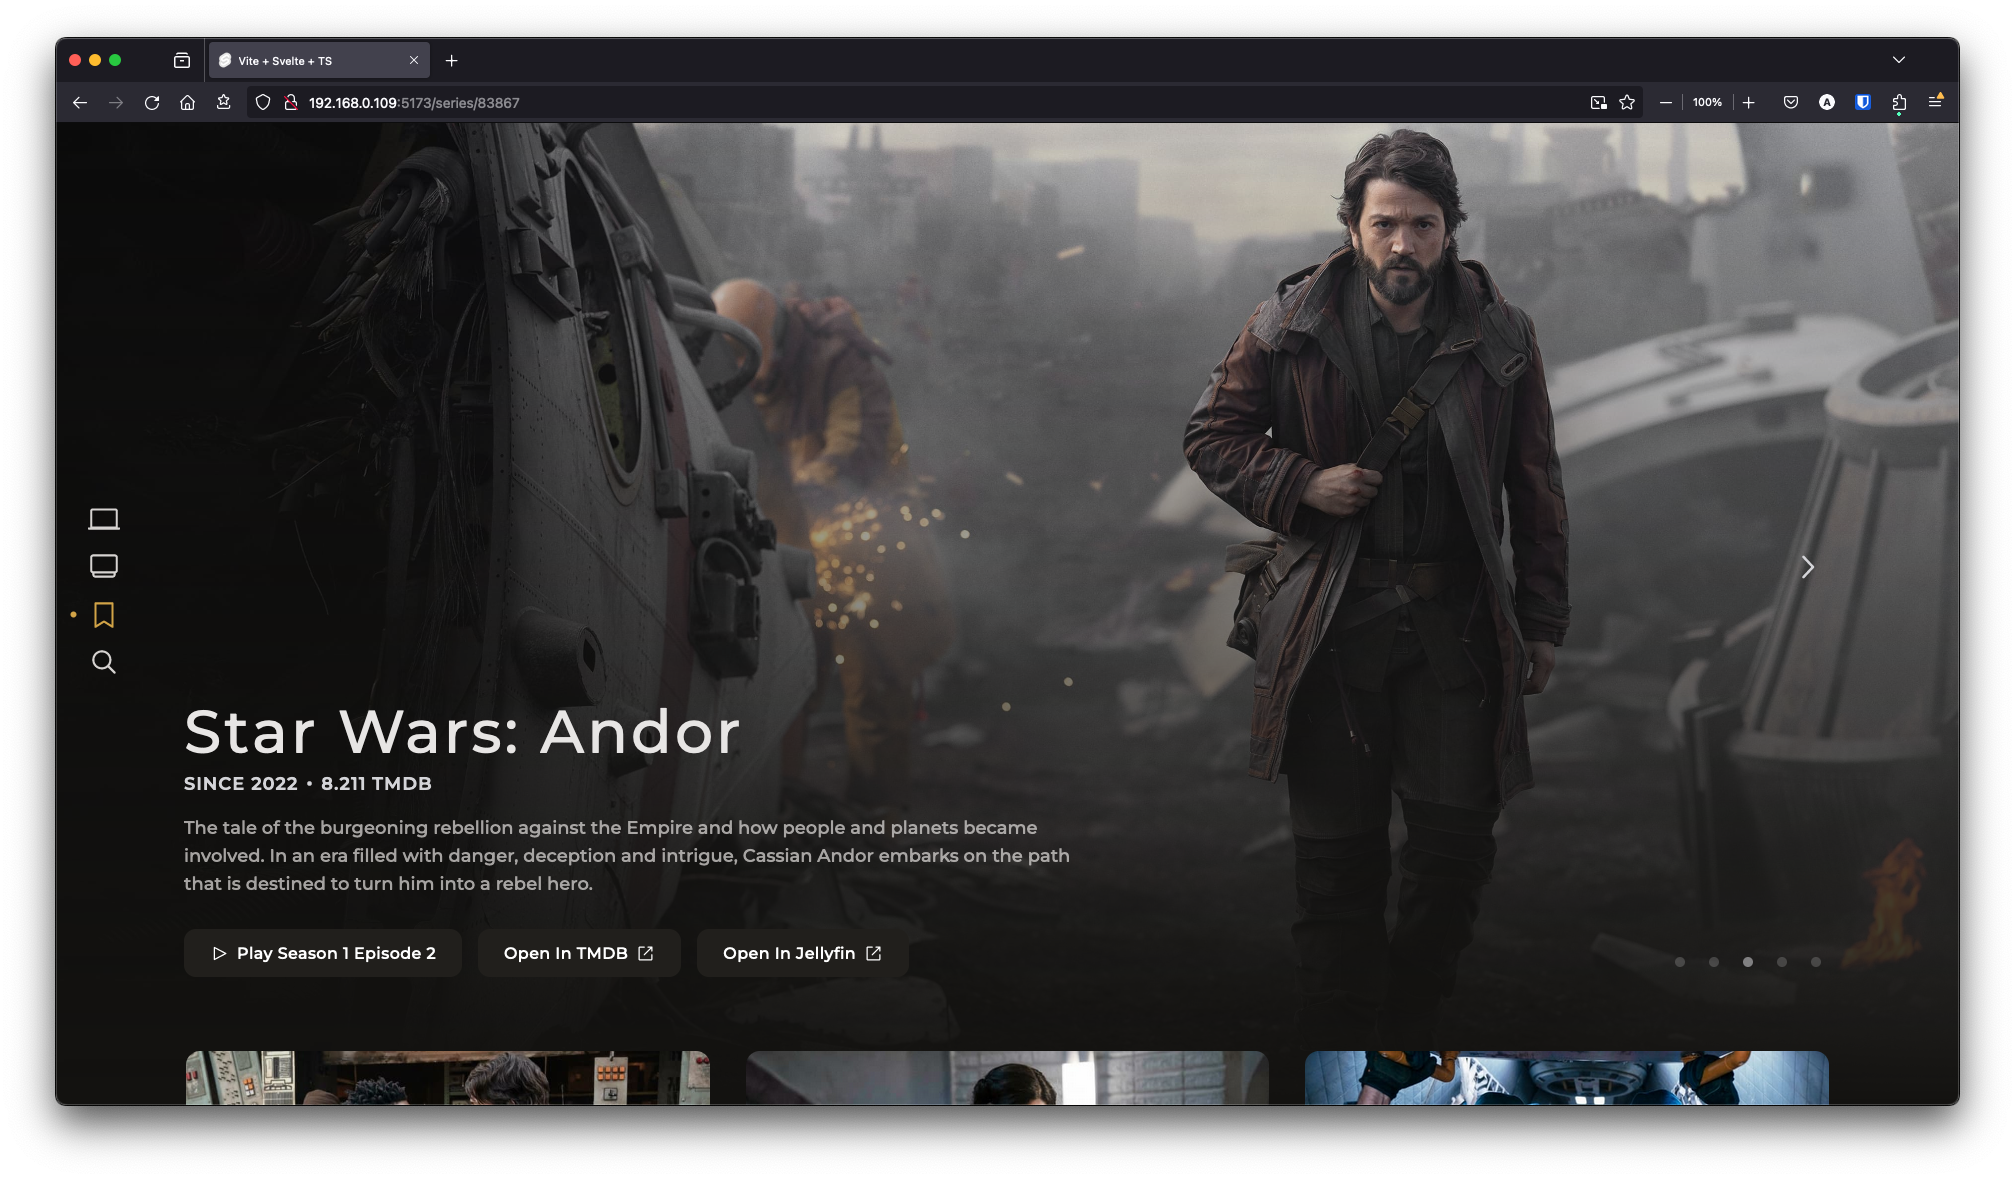 Vite + Svelte + TS
192.168.0.109:5173/series/83867
100%
A
Star Wars: Andor
SINCE 2022 • 8.211 TMDB
The tale of the burgeoning rebellion against the Empire and how people and planets became
involved. In an era filled with danger, deception and intrigue, Cassian Andor embarks on the path
that is destined to turn him into a rebel hero.
Play Season 1 Episode 2
Open In TMDB
Open In Jellyfin